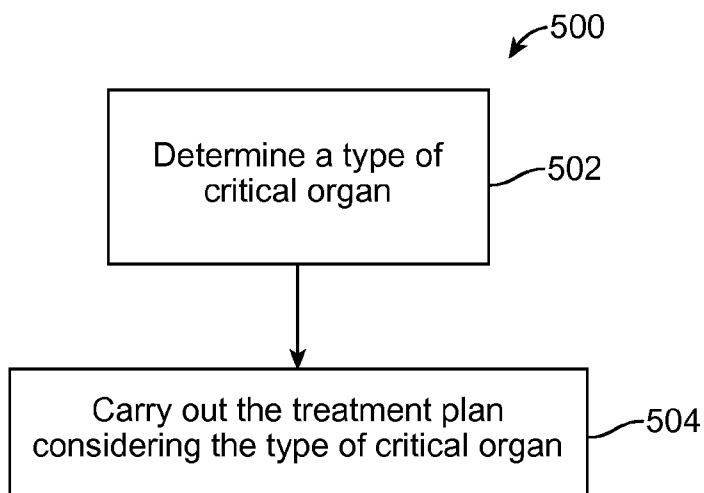 500
Determine a type of
critical organ
502
Carry out the treatment plan
considering the type of critical organ
504